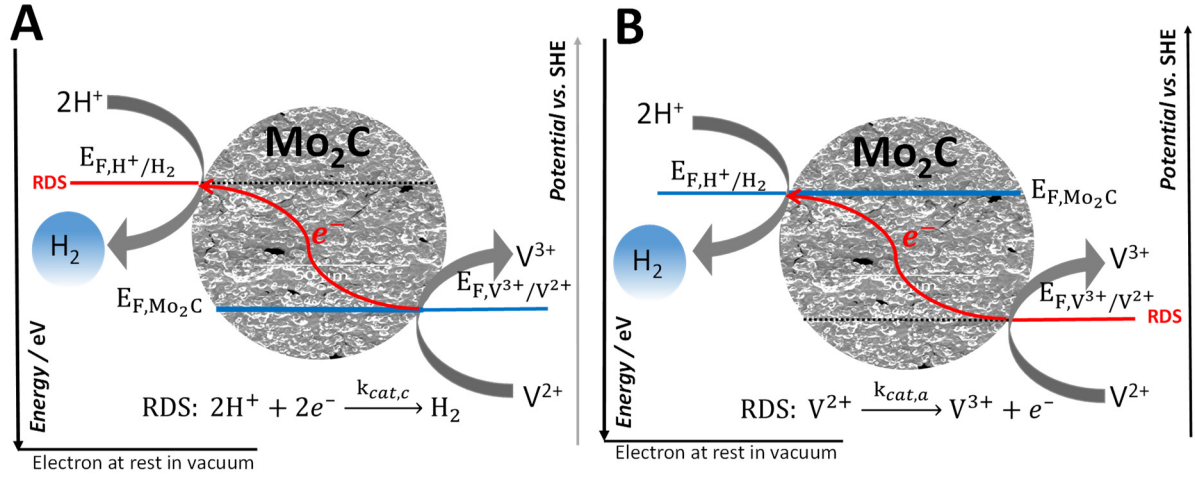 A
Potential vs. SHE
2H⁺
Mo₂C
E_F,H⁺/H₂
RDS
e⁻
H₂
V³⁺
E_F,V³⁺/V²⁺
E_F,Mo₂C
Energy / eV
V²⁺
RDS: 2H⁺ + 2e⁻ —k_cat,c→ H₂
Electron at rest in vacuum
B
Potential vs. SHE
2H⁺
Mo₂C
E_F,H⁺/H₂
E_F,Mo₂C
e⁻
H₂
V³⁺
E_F,V³⁺/V²⁺
RDS
Energy / eV
V²⁺
RDS: V²⁺ —k_cat,a→ V³⁺ + e⁻
Electron at rest in vacuum